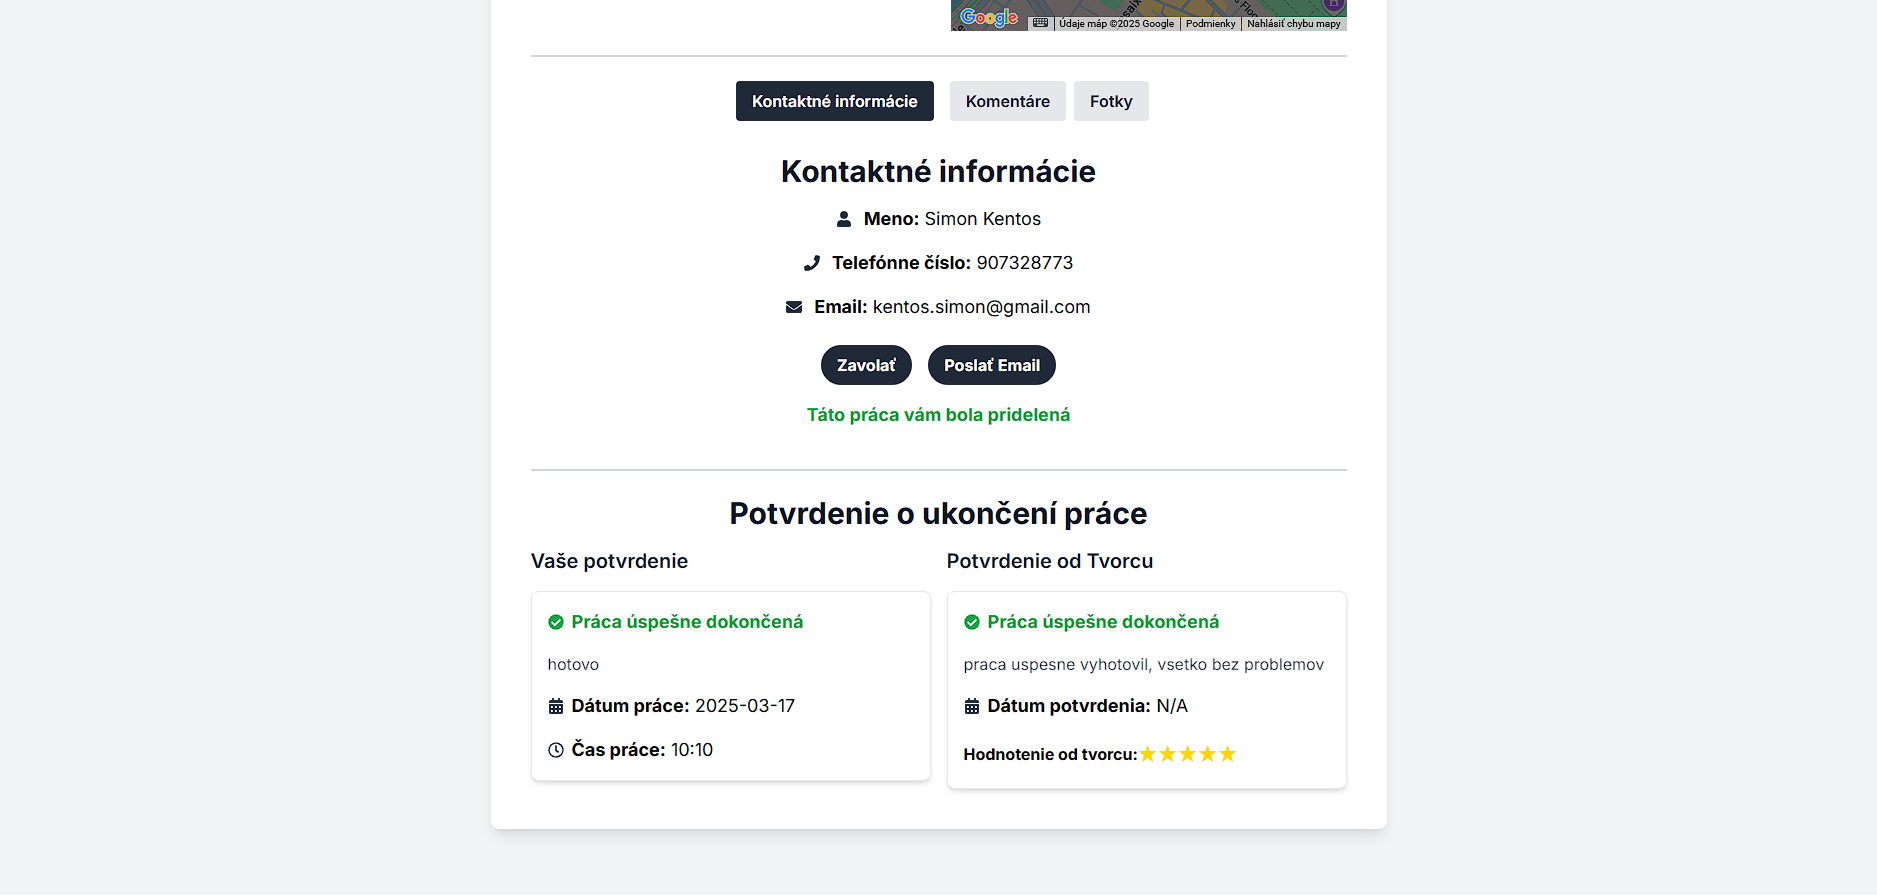 Google
Údaje máp ©2025 Google
Podmienky
Nahlásiť chybu mapy
Kontaktné informácie
Komentáre
Fotky
Kontaktné informácie
Meno: Simon Kentos
Telefónne číslo: 907328773
Email: kentos.simon@gmail.com
Zavolať
Poslať Email
Táto práca vám bola pridelená
Potvrdenie o ukončení práce
Vaše potvrdenie
Práca úspešne dokončená
hotovo
Dátum práce: 2025-03-17
Čas práce: 10:10
Potvrdenie od Tvorcu
Práca úspešne dokončená
praca uspesne vyhotovil, vsetko bez problemov
Dátum potvrdenia: N/A
Hodnotenie od tvorcu: